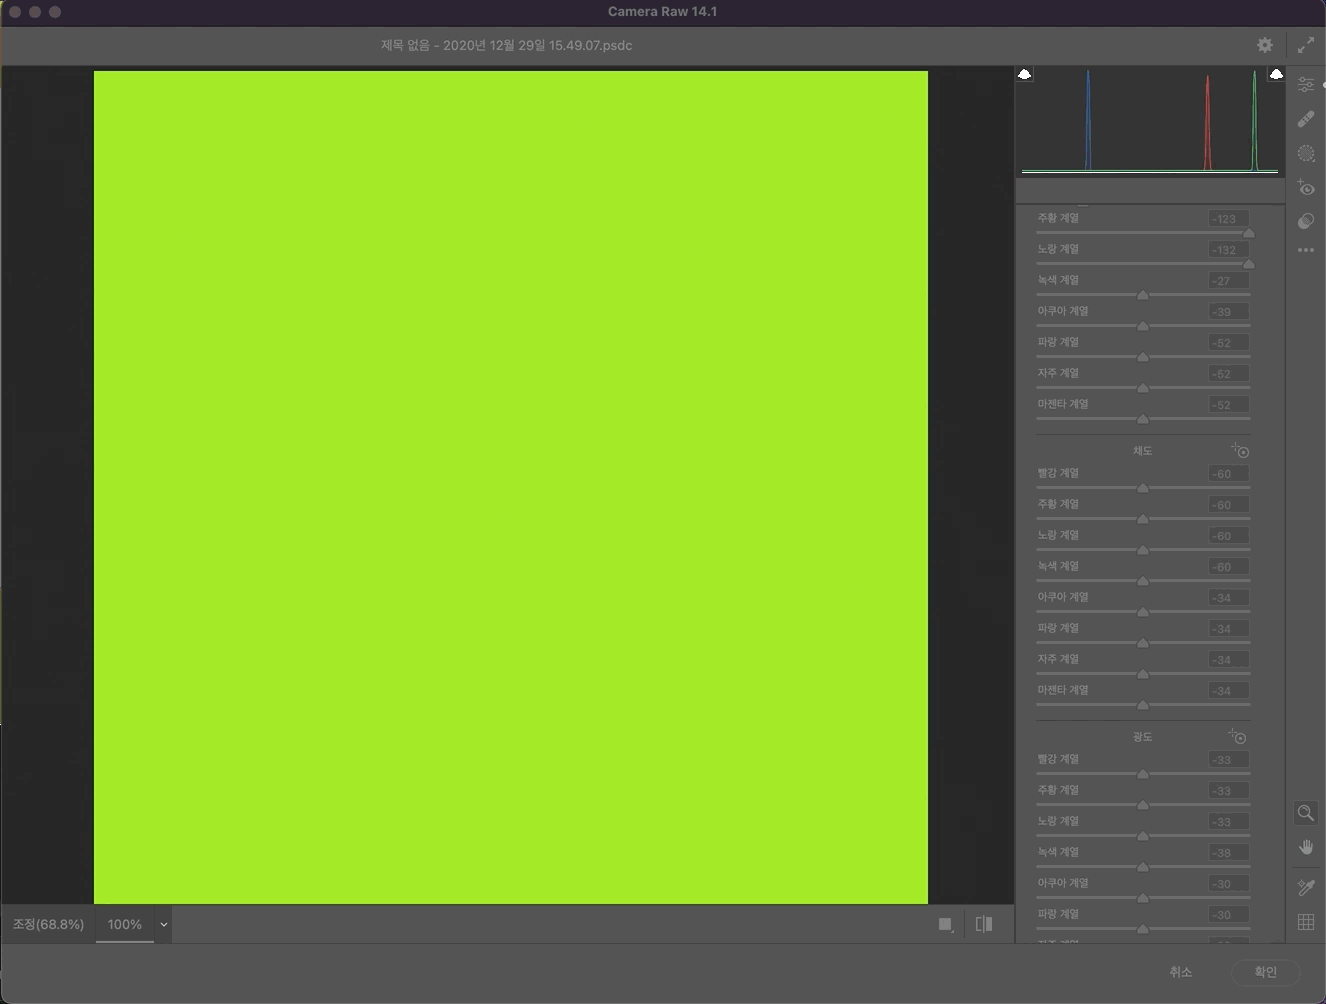 Camera Raw 14.1
제목 없음 - 2020년 12월 29일 15.49.07.psdc
주황 계열 -123
노랑 계열 -132
녹색 계열 -27
아쿠아 계열 -39
파랑 계열 -52
자주 계열 -52
마젠타 계열 -52
채도
빨강 계열 -60
주황 계열 -60
노랑 계열 -60
녹색 계열 -60
아쿠아 계열 -34
파랑 계열 -34
자주 계열 -34
마젠타 계열 -34
광도
빨강 계열 -33
주황 계열 -33
노랑 계열 -33
녹색 계열 -38
아쿠아 계열 -30
파랑 계열 -30
조정(68.8%) 100%
취소 확인